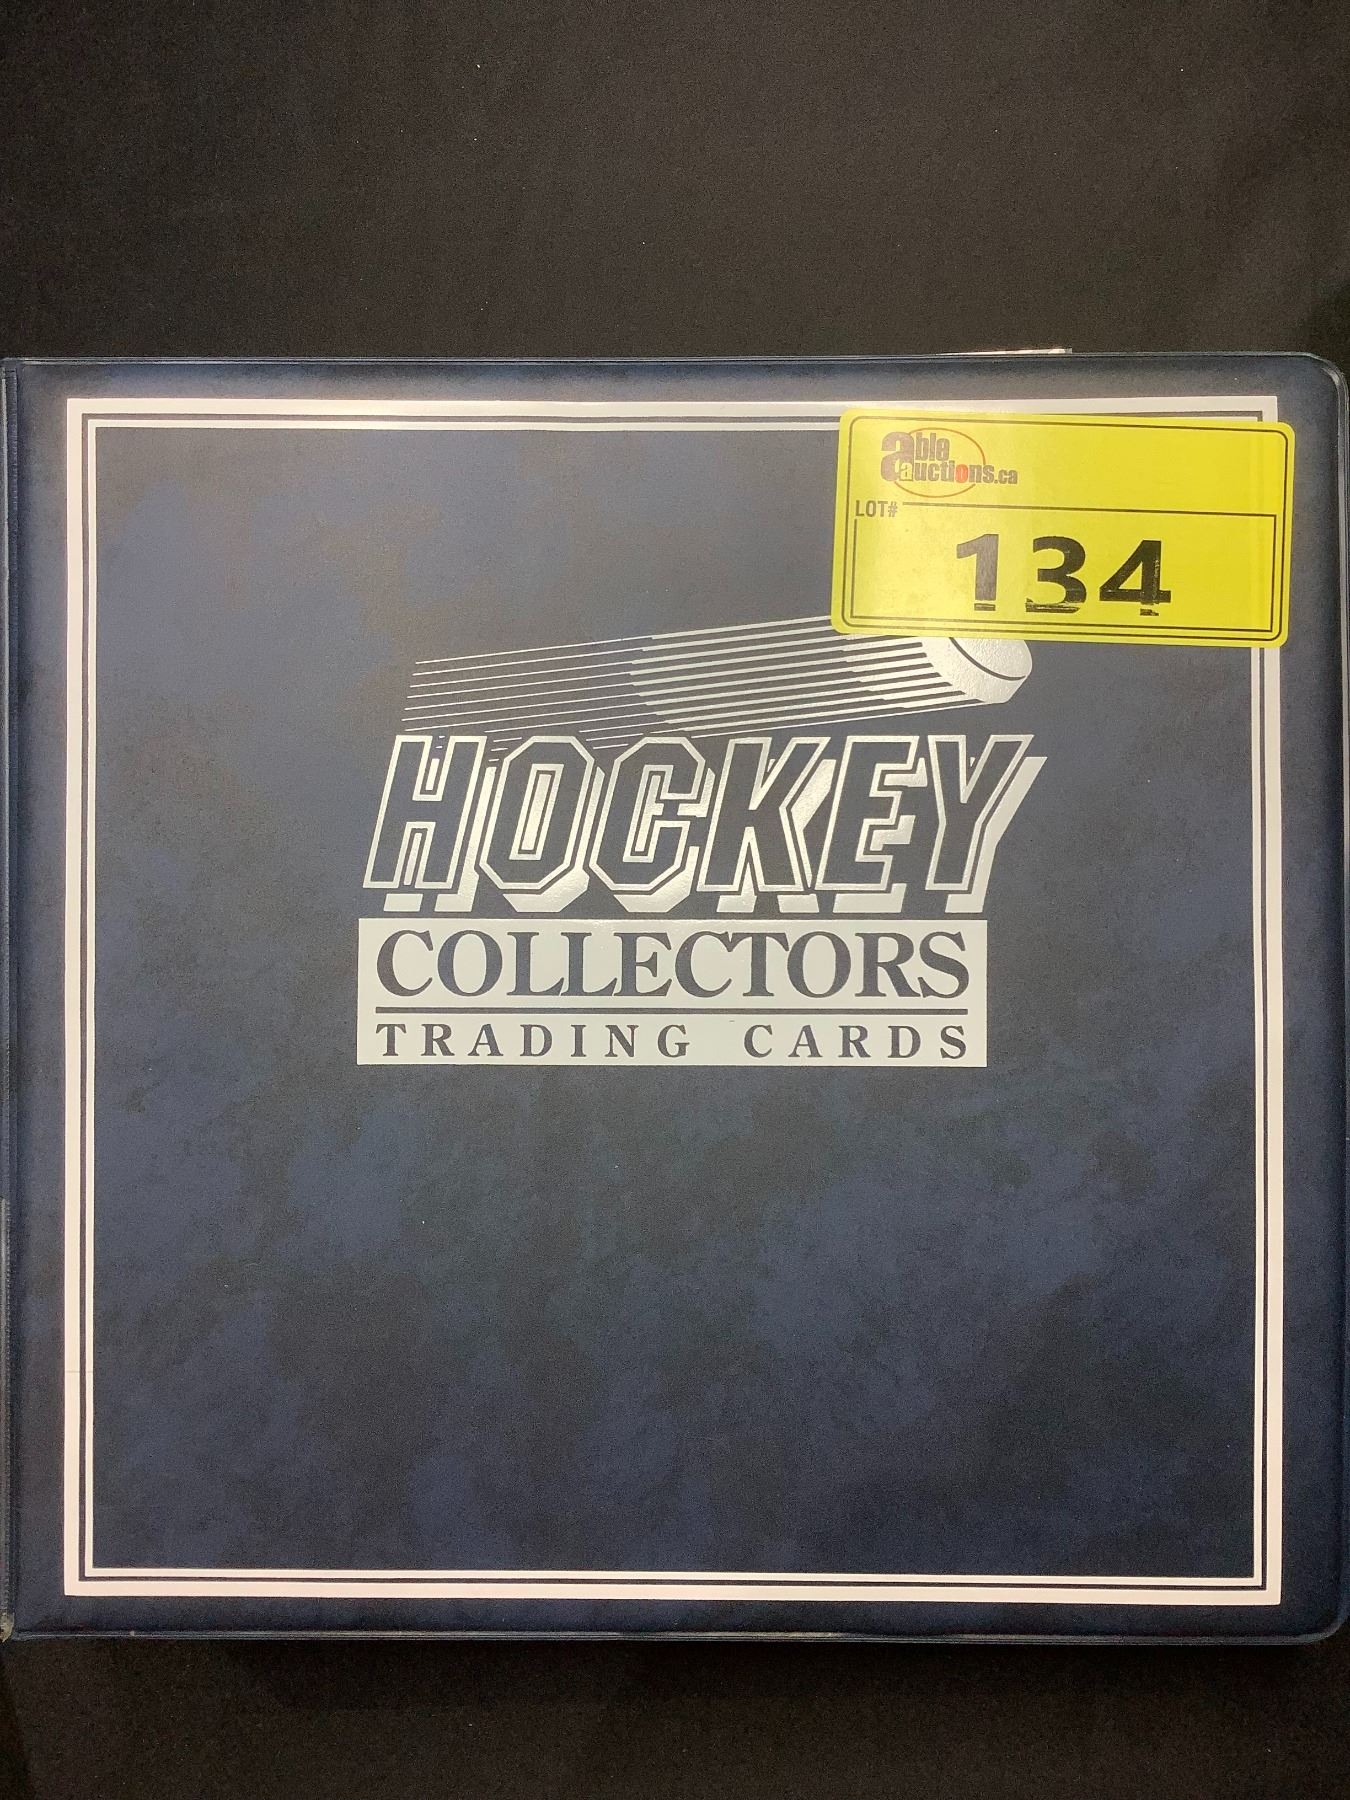 able
auctions.ca
LOT#
134
HOCKEY
COLLECTORS
TRADING CARDS